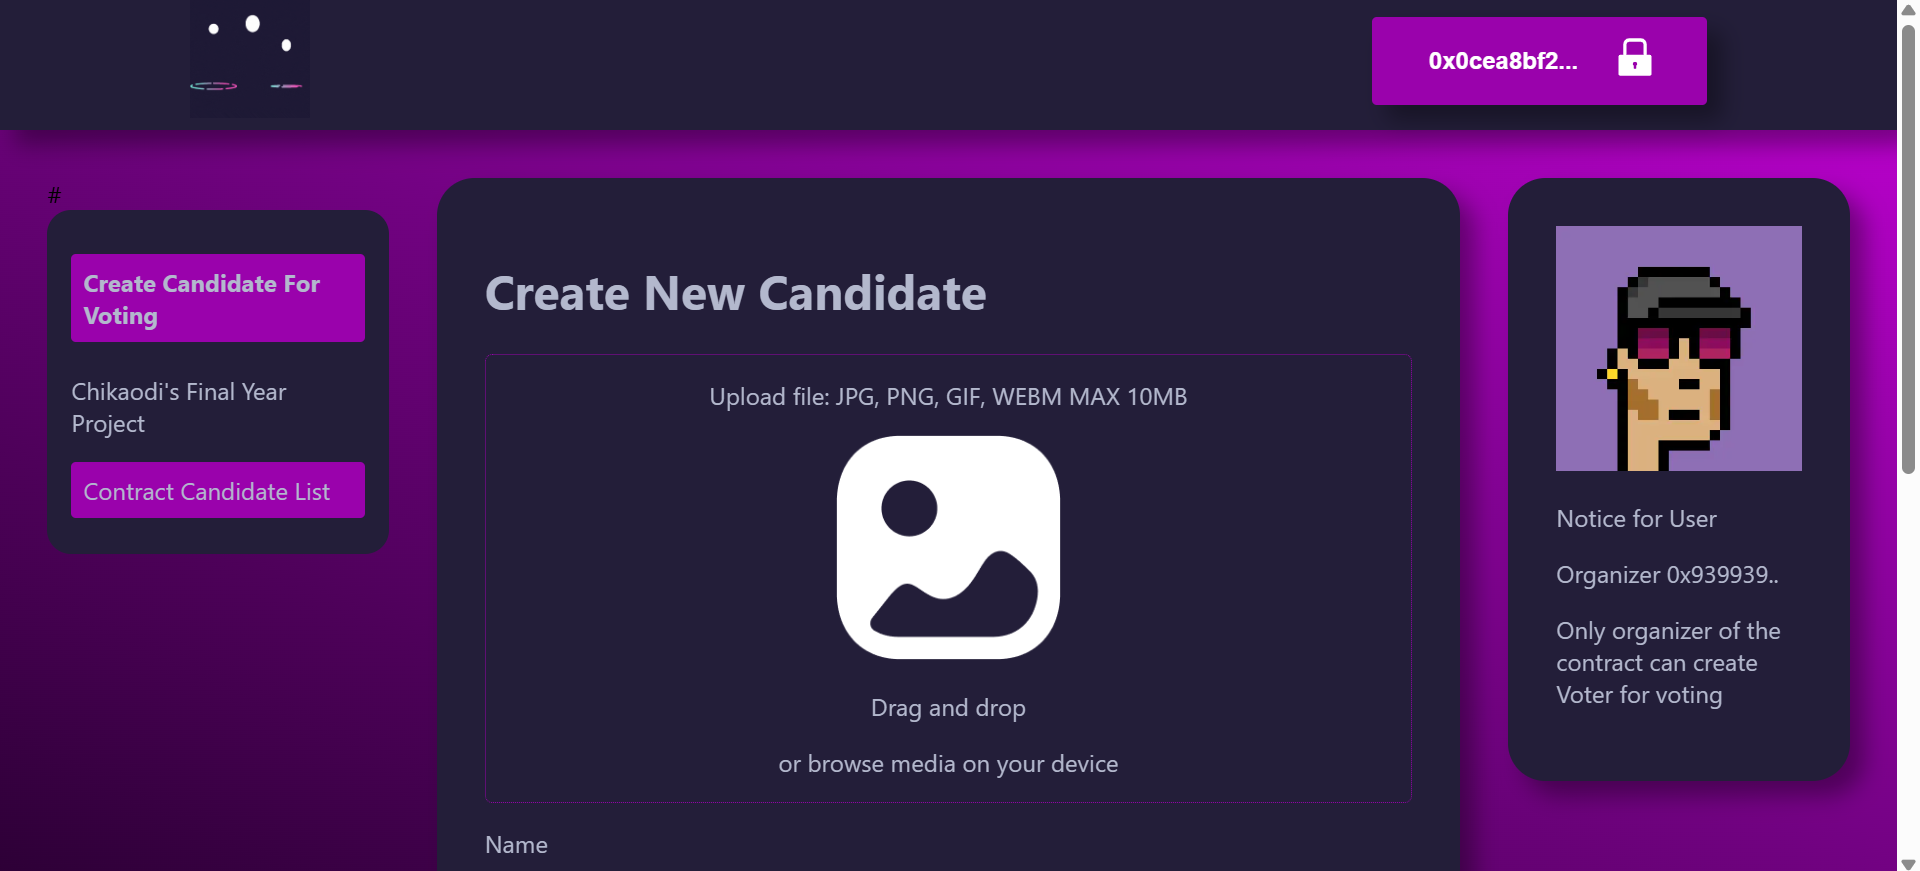 0x0cea8bf2...
#
Create Candidate For
Voting
Chikaodi's Final Year
Project
Contract Candidate List
Create New Candidate
Upload file: JPG, PNG, GIF, WEBM MAX 10MB
Drag and drop
or browse media on your device
Name
Notice for User
Organizer 0x939939..
Only organizer of the
contract can create
Voter for voting